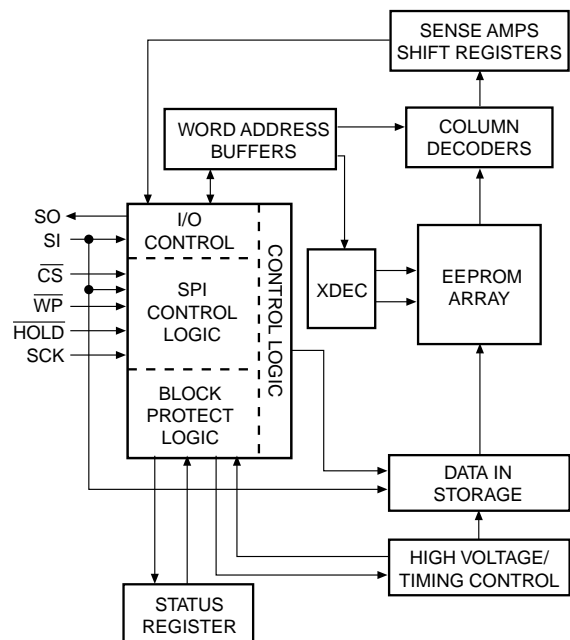 SENSE AMPS
SHIFT REGISTERS
WORD ADDRESS
BUFFERS
COLUMN
DECODERS
SO
SI
CS
WP
HOLD
SCK
I/O
CONTROL
SPI
CONTROL
LOGIC
BLOCK
PROTECT
LOGIC
CONTROL LOGIC
XDEC
EEPROM
ARRAY
DATA IN
STORAGE
HIGH VOLTAGE/
TIMING CONTROL
STATUS
REGISTER